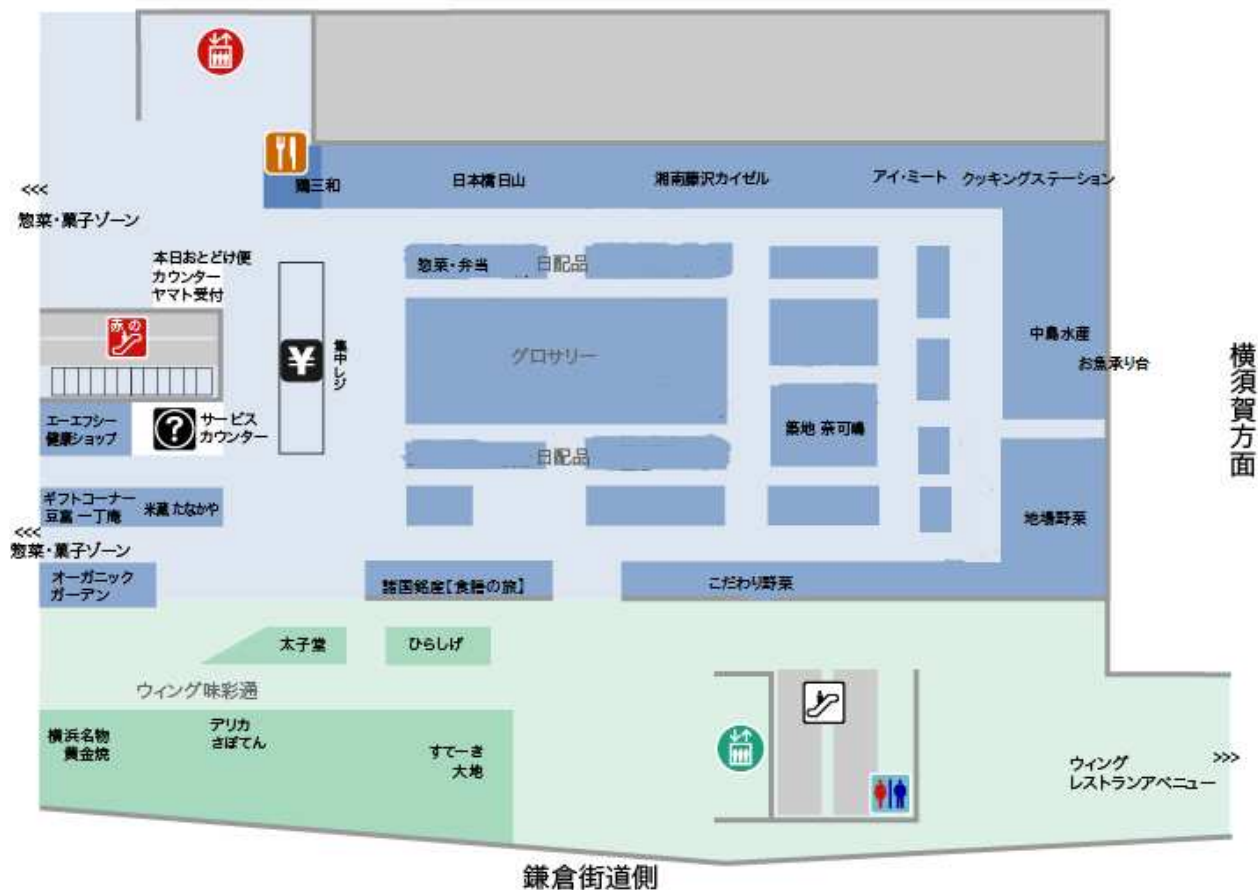 鶏三和
日本橋 日山
湘南藤沢カイゼル
アイ・ミート
クッキングステーション
<<<
惣菜・菓子ゾーン
本日おとどけ便
カウンター
ヤマト受付
惣菜・弁当
日配品
赤の
¥
集中レジ
グロサリー
中島水産
お魚承り台
横須賀方面
エーエフシー
健康ショップ
?
サービス
カウンター
築地 奈可嶋
日配品
ギフトコーナー
豆富 一丁庵
米蔵 たなかや
地場野菜
<<<
惣菜・菓子ゾーン
オーガニック
ガーデン
諸国銘産【食膳の旅】
こだわり野菜
太子堂
ひらしげ
ウィング味彩通
横浜名物
黄金焼
デリカ
さぼてん
すてーき
大地
ウィング
レストランアベニュー
>>>
鎌倉街道側